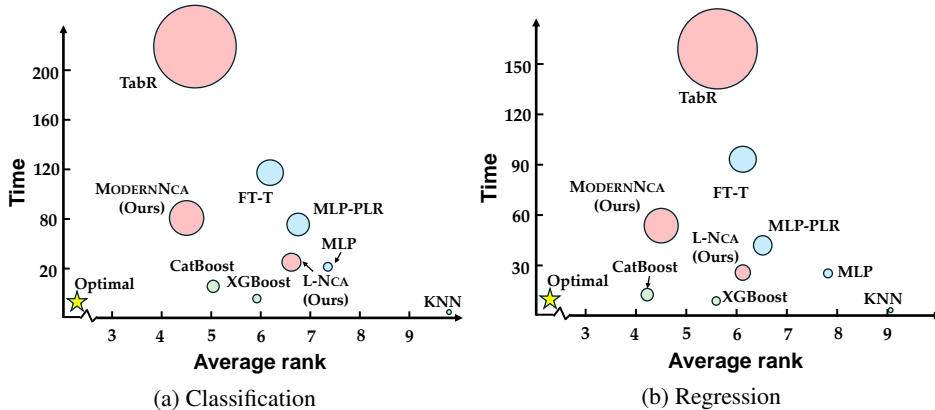 200
160
120
80
20
Time
TabR
FT-T
MODERNNCA
(Ours)
MLP-PLR
MLP
CatBoost
XGBoost
L-NCA
(Ours)
Optimal
KNN
3 4 5 6 7 8 9
Average rank
(a) Classification
150
120
90
60
30
Time
TabR
FT-T
MODERNNCA
(Ours)
MLP-PLR
L-NCA
(Ours)
CatBoost
MLP
XGBoost
Optimal
KNN
3 4 5 6 7 8 9
Average rank
(b) Regression